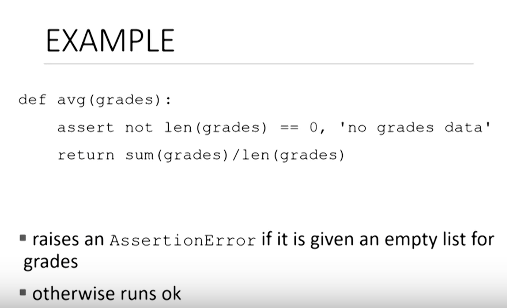 EXAMPLE
def avg(grades):
    assert not len(grades) == 0, 'no grades data'
    return sum(grades)/len(grades)
▪ raises an AssertionError if it is given an empty list for
grades
▪ otherwise runs ok